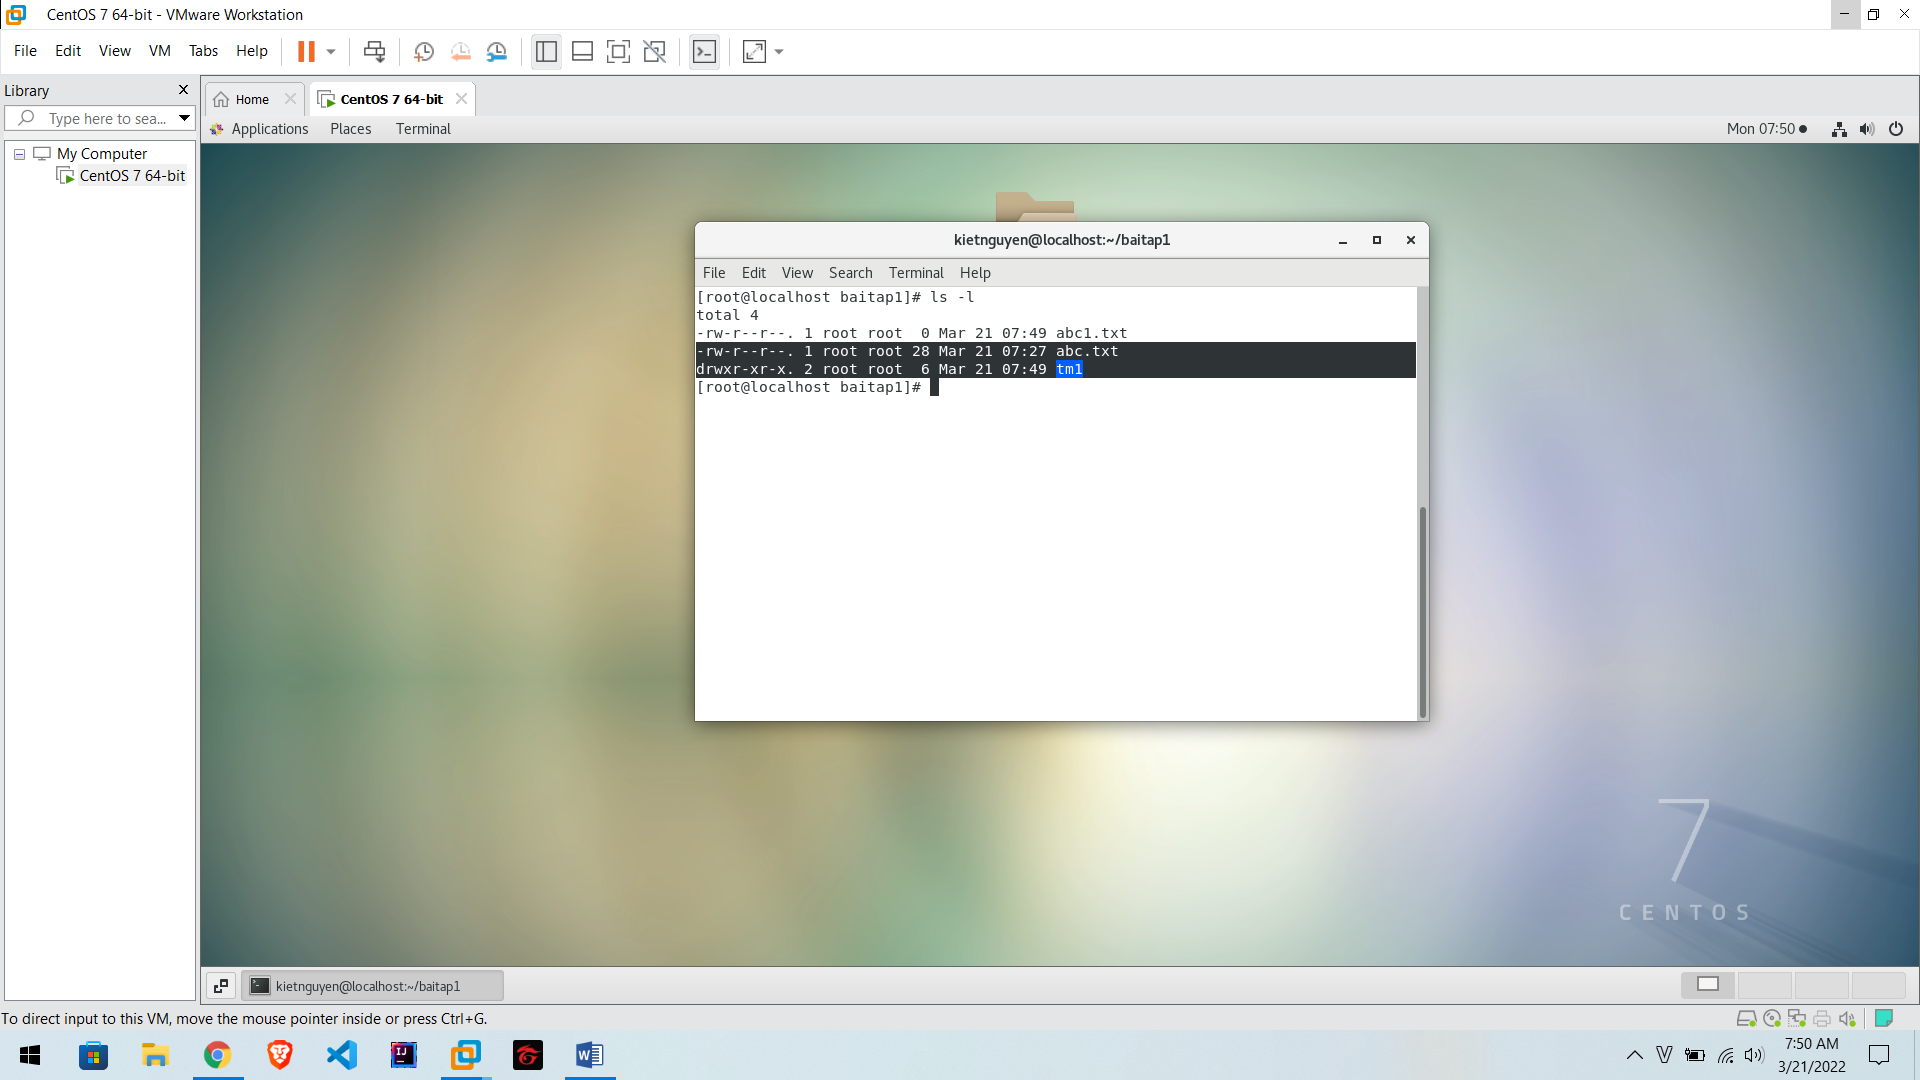 CentOS 7 64-bit - VMware Workstation
File Edit View VM Tabs Help
Library
Home
CentOS 7 64-bit
Type here to sea...
Applications Places Terminal
Mon 07:50
My Computer
CentOS 7 64-bit
kietnguyen@localhost:~/baitap1
File Edit View Search Terminal Help
[root@localhost baitap1]# ls -l
total 4
-rw-r--r--. 1 root root  0 Mar 21 07:49 abc1.txt
-rw-r--r--. 1 root root 28 Mar 21 07:27 abc.txt
drwxr-xr-x. 2 root root  6 Mar 21 07:49 tm1
[root@localhost baitap1]#
7
CENTOS
kietnguyen@localhost:~/baitap1
To direct input to this VM, move the mouse pointer inside or press Ctrl+G.
7:50 AM
3/21/2022